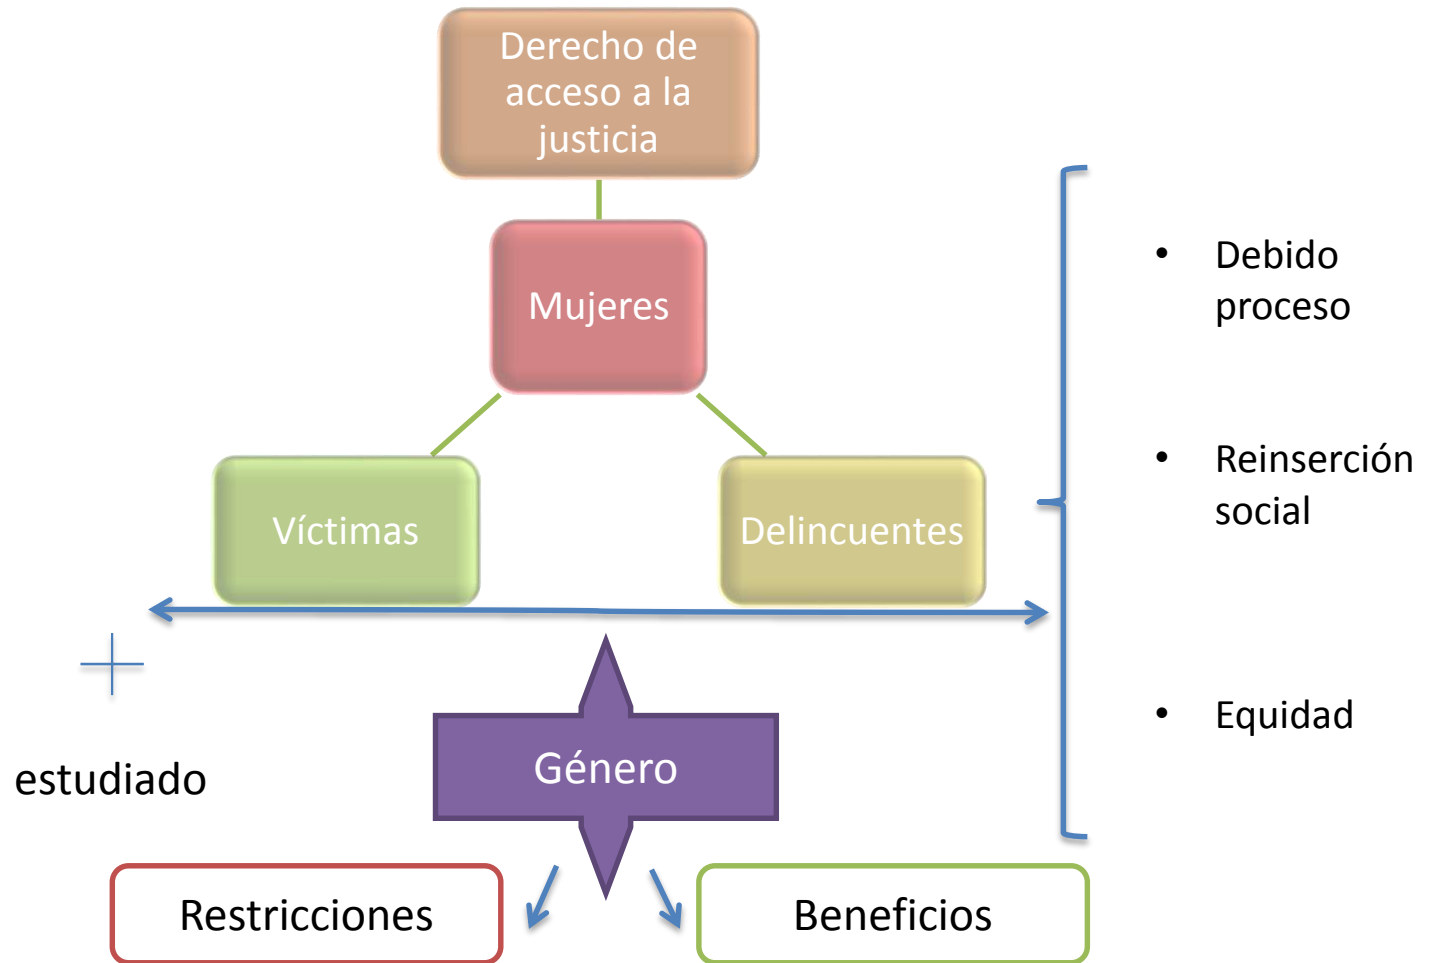 Derecho de
acceso a la
justicia
Mujeres
Víctimas
Delincuentes
• Debido
proceso
• Reinserción
social
• Equidad
Género
estudiado
Restricciones
Beneficios